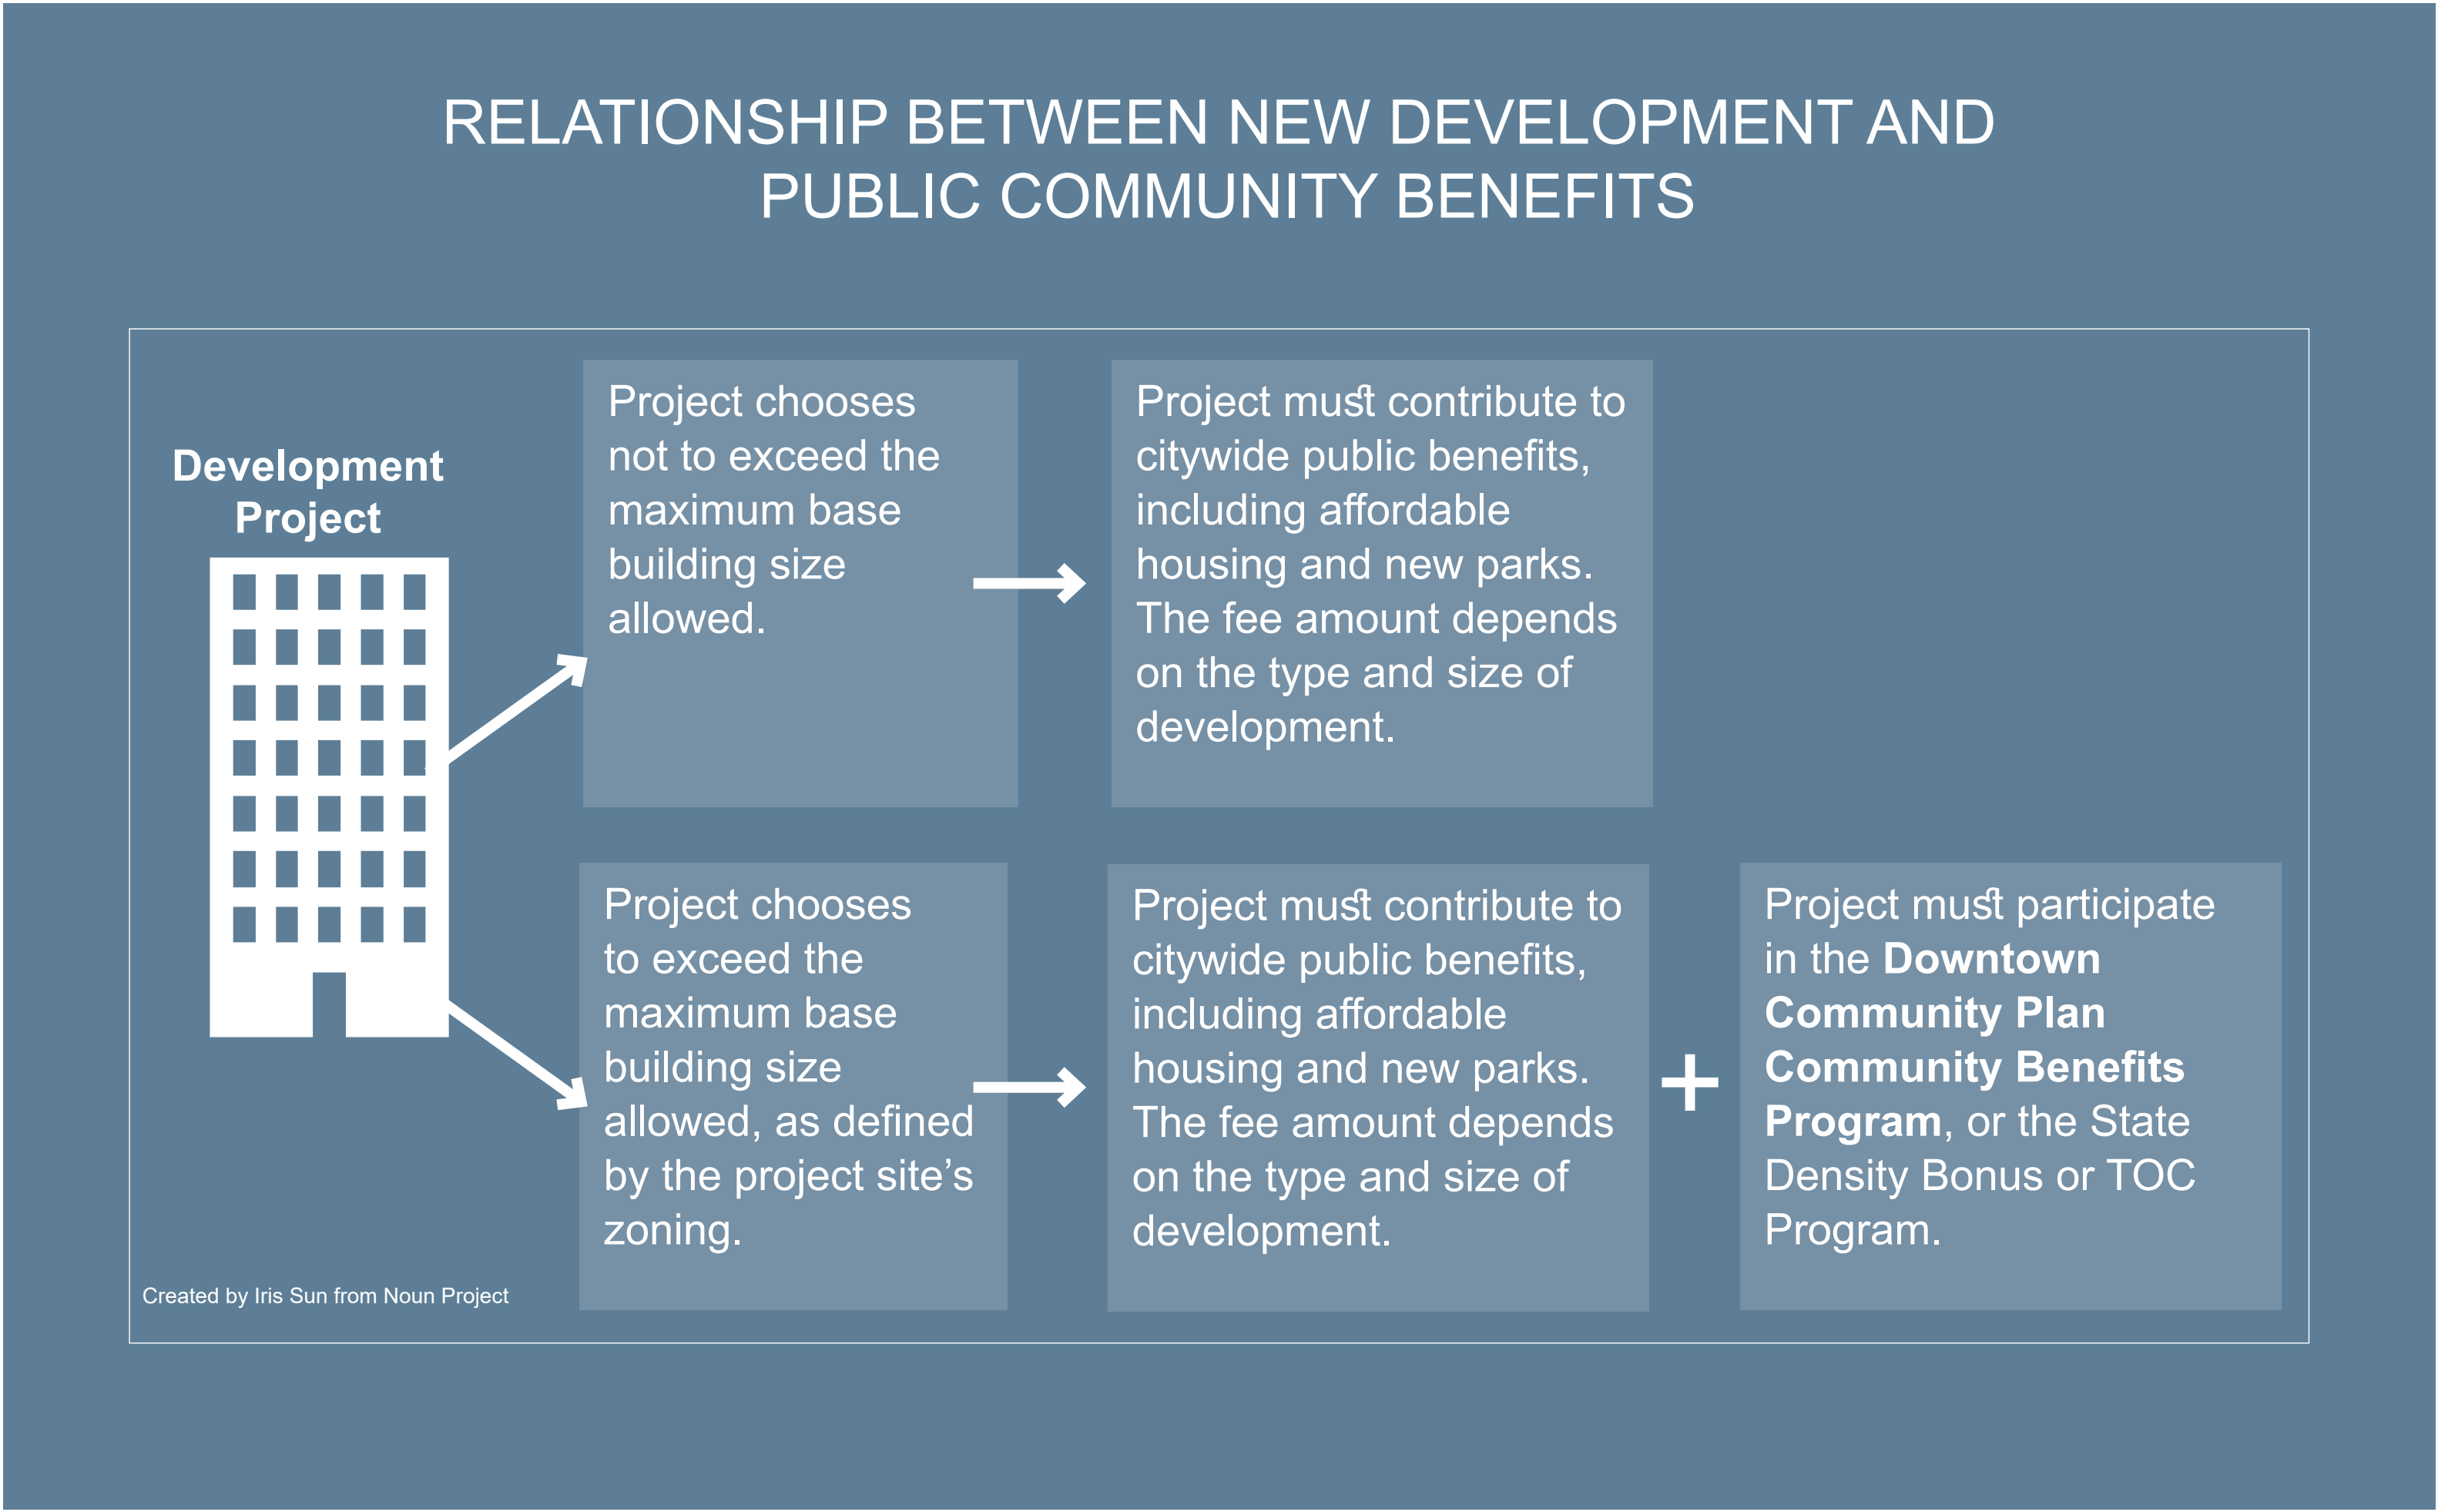 RELATIONSHIP BETWEEN NEW DEVELOPMENT AND
PUBLIC COMMUNITY BENEFITS
Development
Project
Project chooses
not to exceed the
maximum base
building size
allowed.
Project must contribute to
citywide public benefits,
including affordable
housing and new parks.
The fee amount depends
on the type and size of
development.
Project chooses
to exceed the
maximum base
building size
allowed, as defined
by the project site’s
zoning.
Project must contribute to
citywide public benefits,
including affordable
housing and new parks.
The fee amount depends
on the type and size of
development.
+
Project must participate
in the Downtown
Community Plan
Community Benefits
Program, or the State
Density Bonus or TOC
Program.
Created by Iris Sun from Noun Project